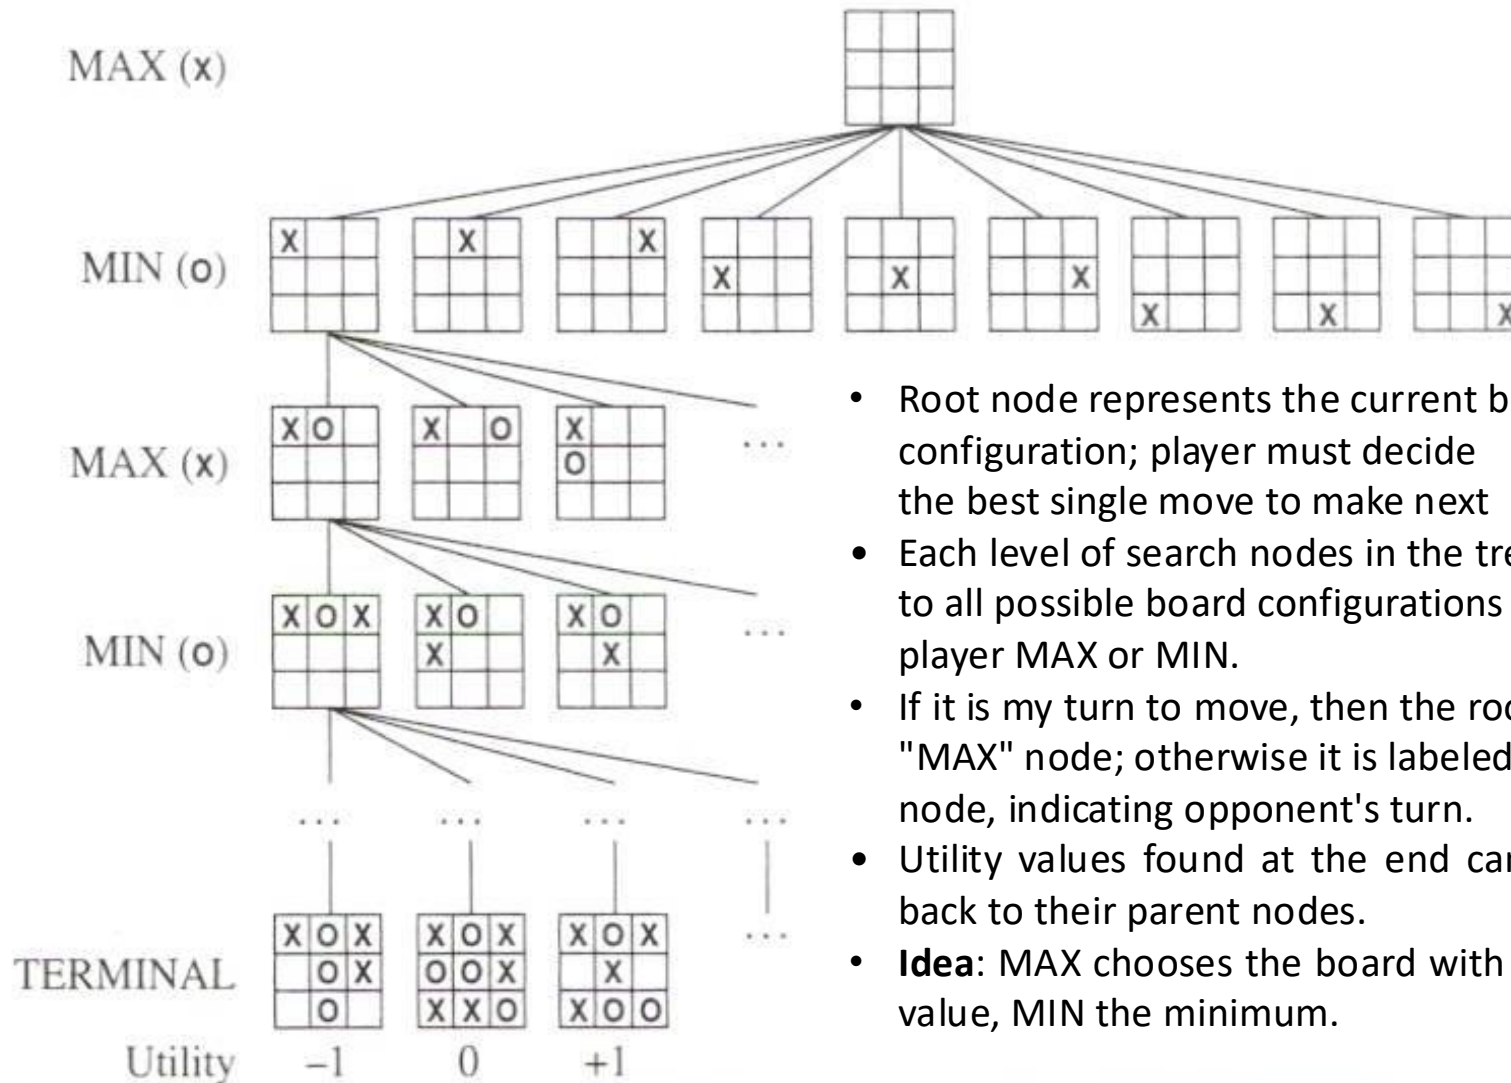 MAX (x)
MIN (o)
X X X X X X X X X
MAX (x)
X O X O X
O
MIN (o)
X O X X O X O
X X
...
...
... ... ... ...
TERMINAL
X O X X O X X O X
O X O O X X
O X X O X O O
...
Utility −1 0 +1
• Root node represents the current b
configuration; player must decide
the best single move to make next
• Each level of search nodes in the tre
to all possible board configurations
player MAX or MIN.
• If it is my turn to move, then the roo
"MAX" node; otherwise it is labeled
node, indicating opponent's turn.
• Utility values found at the end can
back to their parent nodes.
• Idea: MAX chooses the board with
value, MIN the minimum.